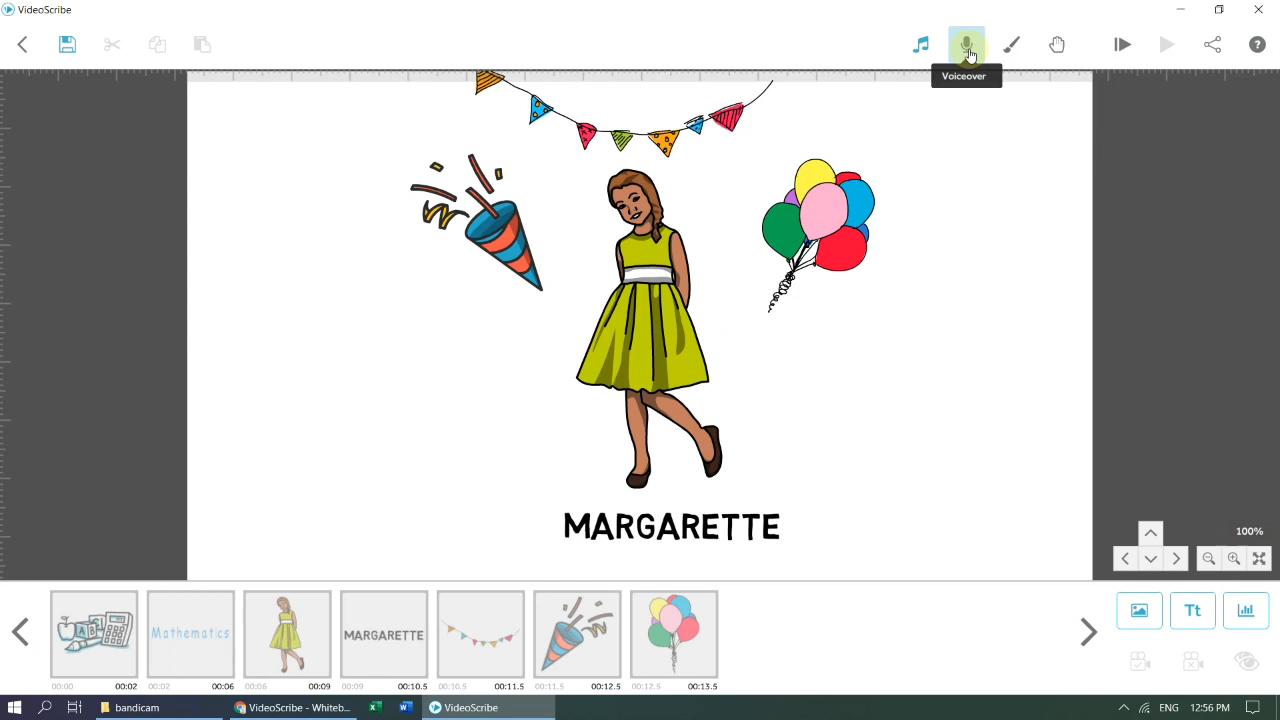 VideoScribe
Voiceover
MARGARETTE
100%
Mathematics
MARGARETTE
00:00 00:02
00:02 00:06
00:06 00:09
00:09 00:10.5
00:10.5 00:11.5
00:11.5 00:12.5
00:12.5 00:13.5
Tt
bandicam
VideoScribe - Whiteb...
VideoScribe
ENG
12:56 PM